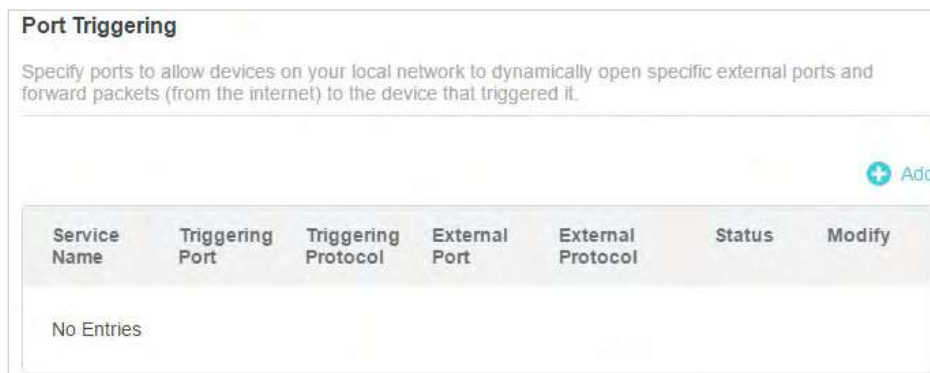 Port Triggering
Specify ports to allow devices on your local network to dynamically open specific external ports and
forward packets (from the internet) to the device that triggered it.
Add
Service Name Triggering Port Triggering Protocol External Port External Protocol Status Modify
No Entries